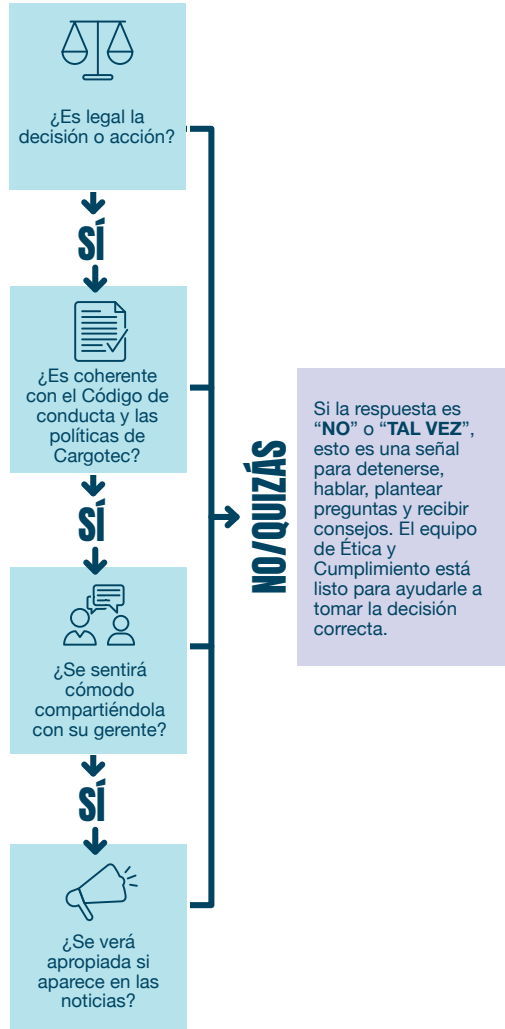 ¿Es legal la
decisión o acción?
SÍ
¿Es coherente
con el Código de
conducta y las
políticas de
Cargotec?
SÍ
¿Se sentirá
cómodo
compartiéndola
con su gerente?
SÍ
¿Se verá
apropiada si
aparece en las
noticias?
NO/QUIZÁS
Si la respuesta es
“NO” o “TAL VEZ”,
esto es una señal
para detenerse,
hablar, plantear
preguntas y recibir
consejos. El equipo
de Ética y
Cumplimiento está
listo para ayudarle a
tomar la decisión
correcta.